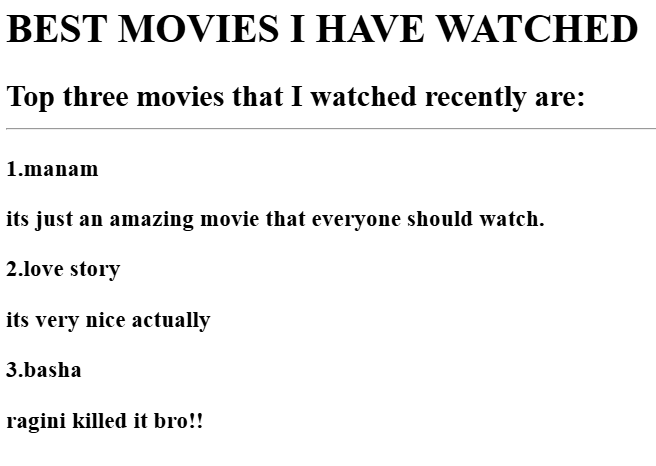 BEST MOVIES I HAVE WATCHED
Top three movies that I watched recently are:
1.manam
its just an amazing movie that everyone should watch.
2.love story
its very nice actually
3.basha
ragini killed it bro!!